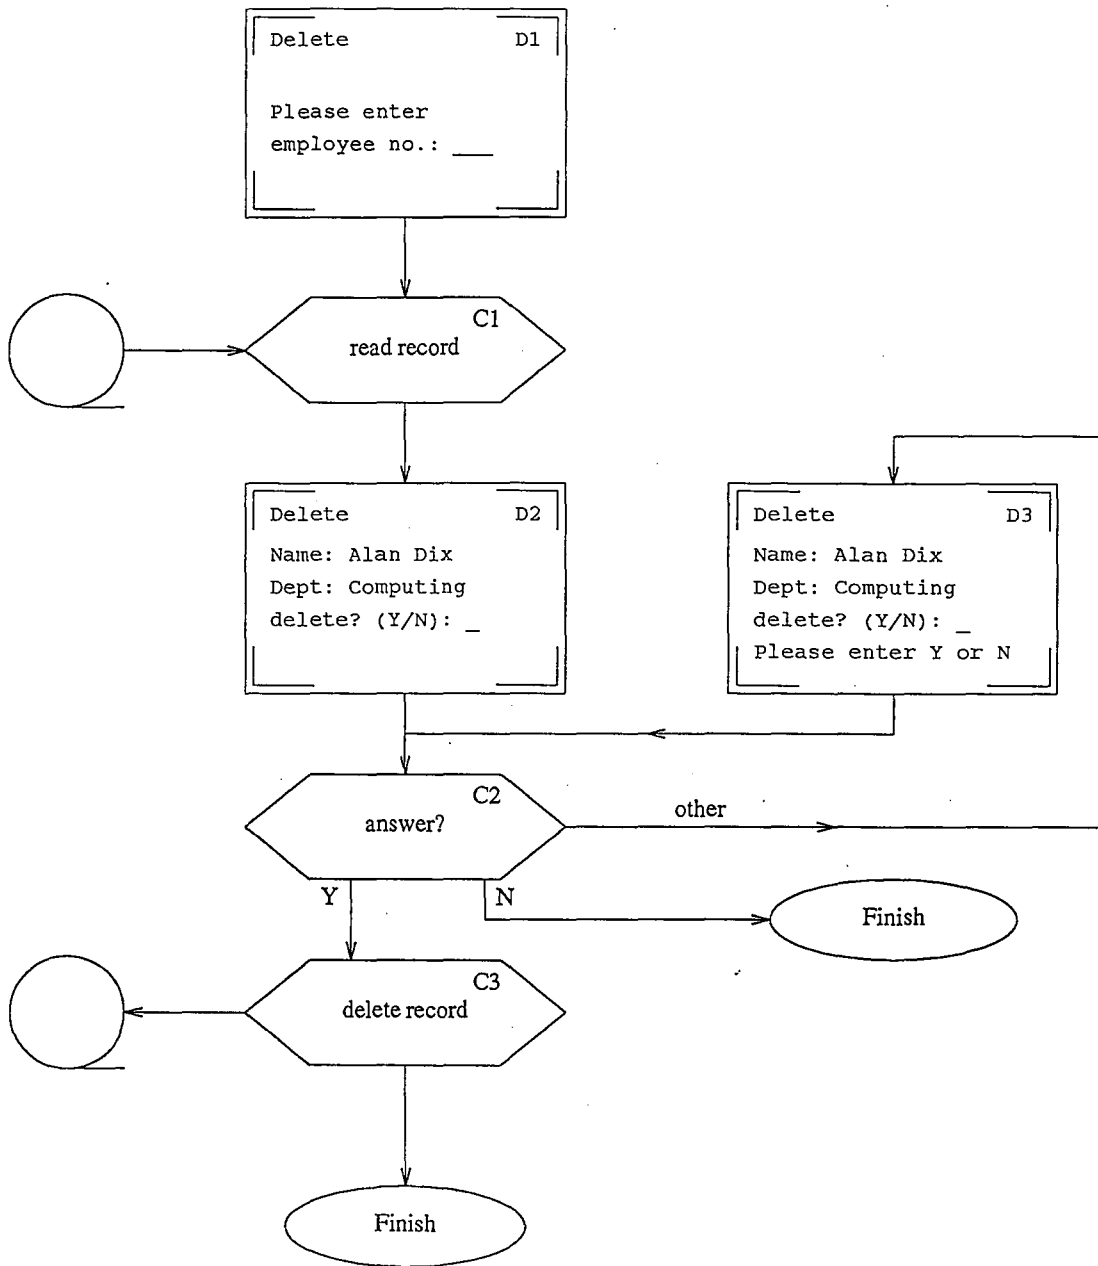 Delete D1
Please enter
employee no.: ___
C1
read record
Delete D2
Name: Alan Dix
Dept: Computing
delete? (Y/N): _
Delete D3
Name: Alan Dix
Dept: Computing
delete? (Y/N): _
Please enter Y or N
C2
answer?
other
Y
N
Finish
C3
delete record
Finish